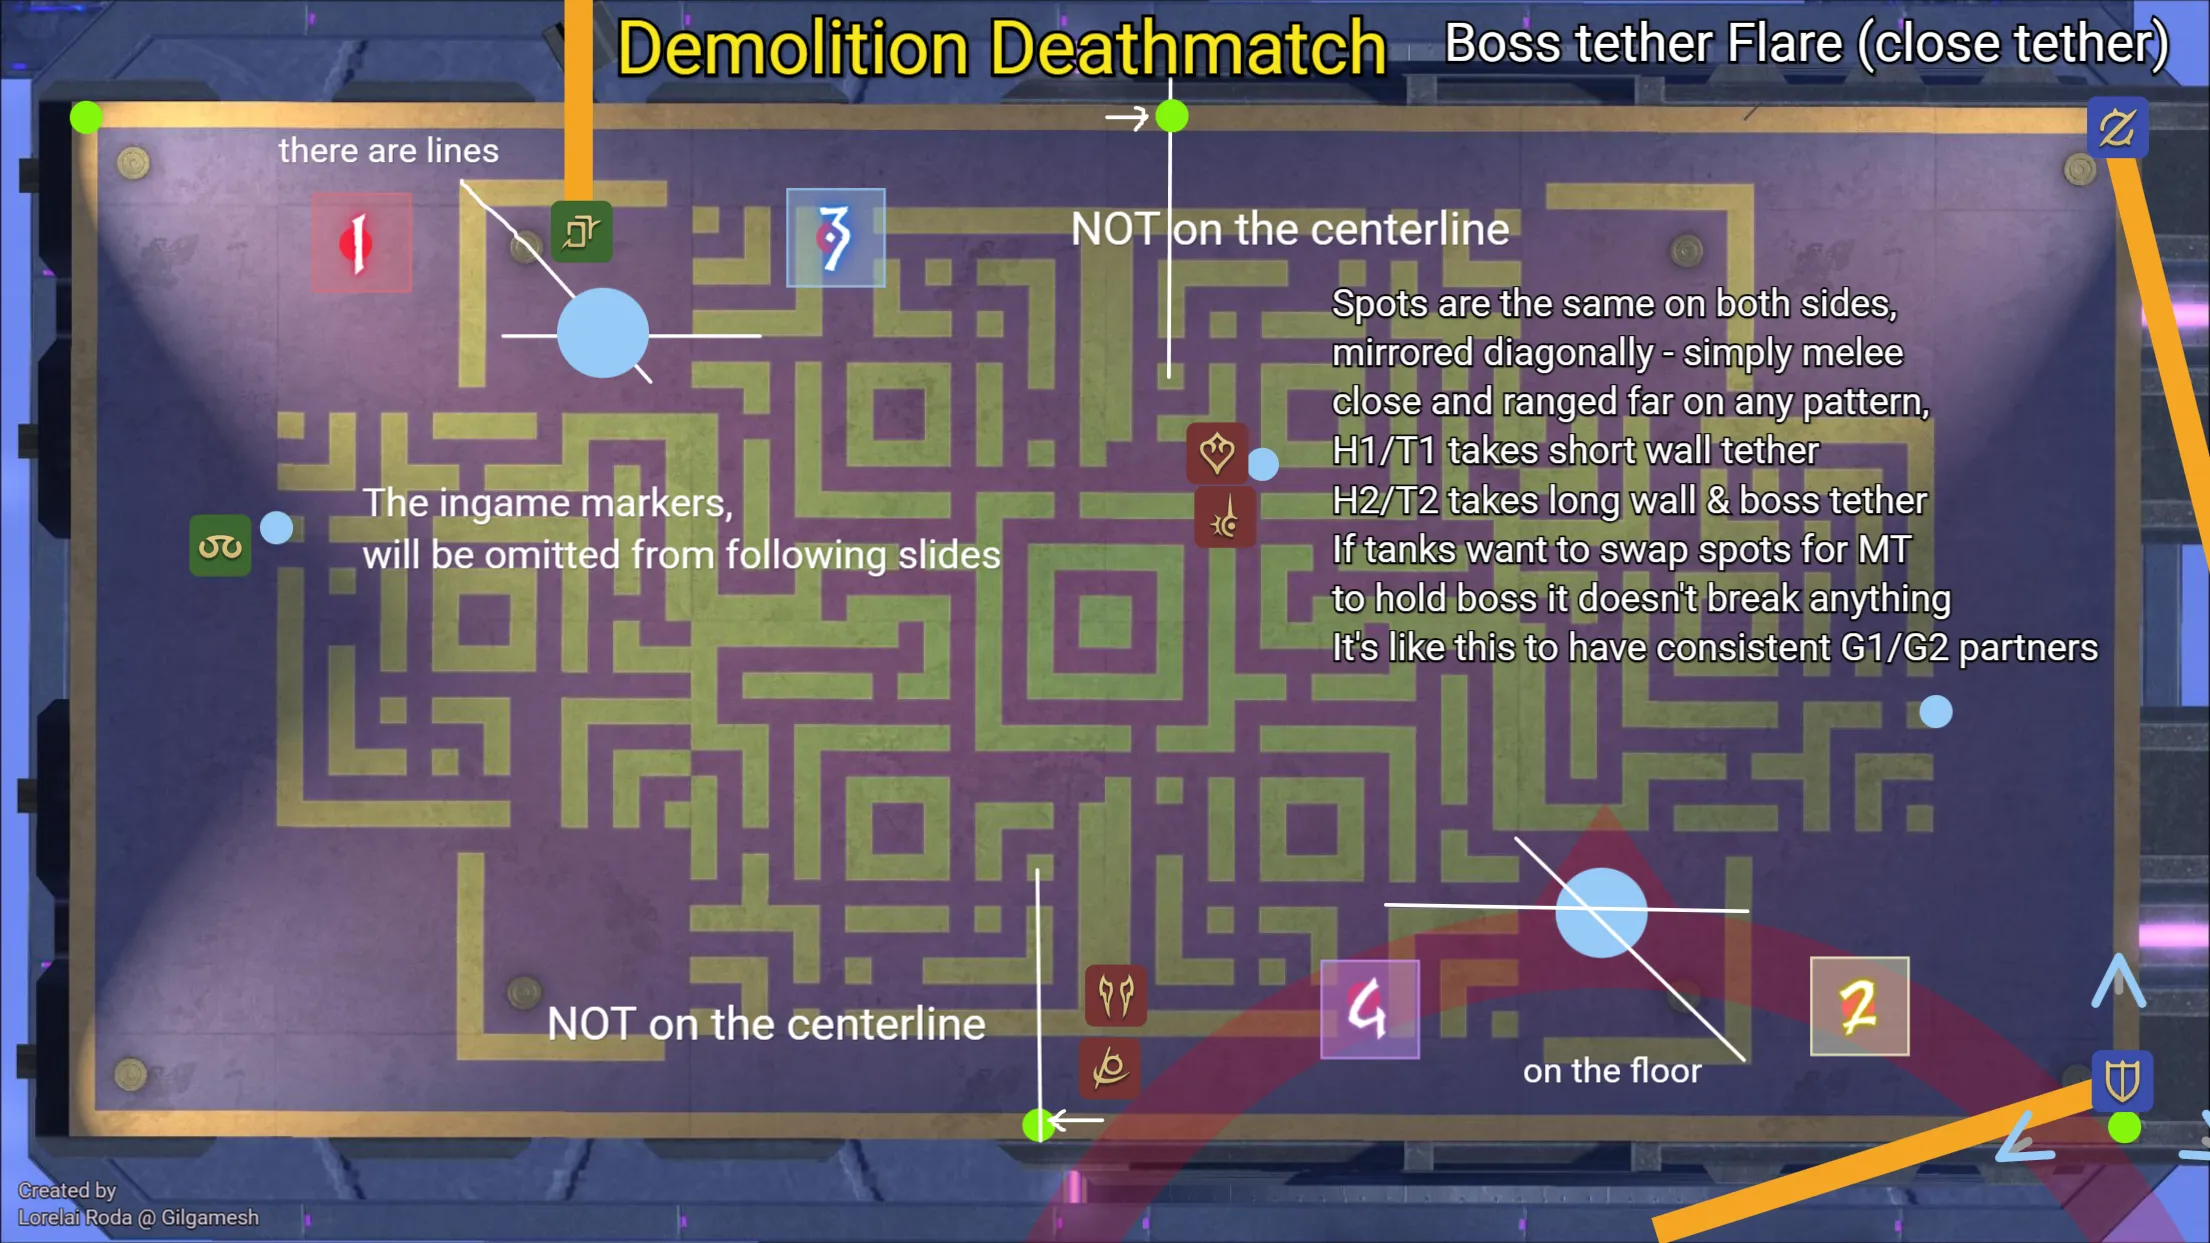 Demolition Deathmatch
Boss tether Flare (close tether)
there are lines
1
3
NOT on the centerline
Spots are the same on both sides,
mirrored diagonally - simply melee
close and ranged far on any pattern,
H1/T1 takes short wall tether
H2/T2 takes long wall & boss tether
If tanks want to swap spots for MT
to hold boss it doesn't break anything
It's like this to have consistent G1/G2 partners
The ingame markers,
will be omitted from following slides
NOT on the centerline
4
2
on the floor
Created by
Lorelai Roda @ Gilgamesh